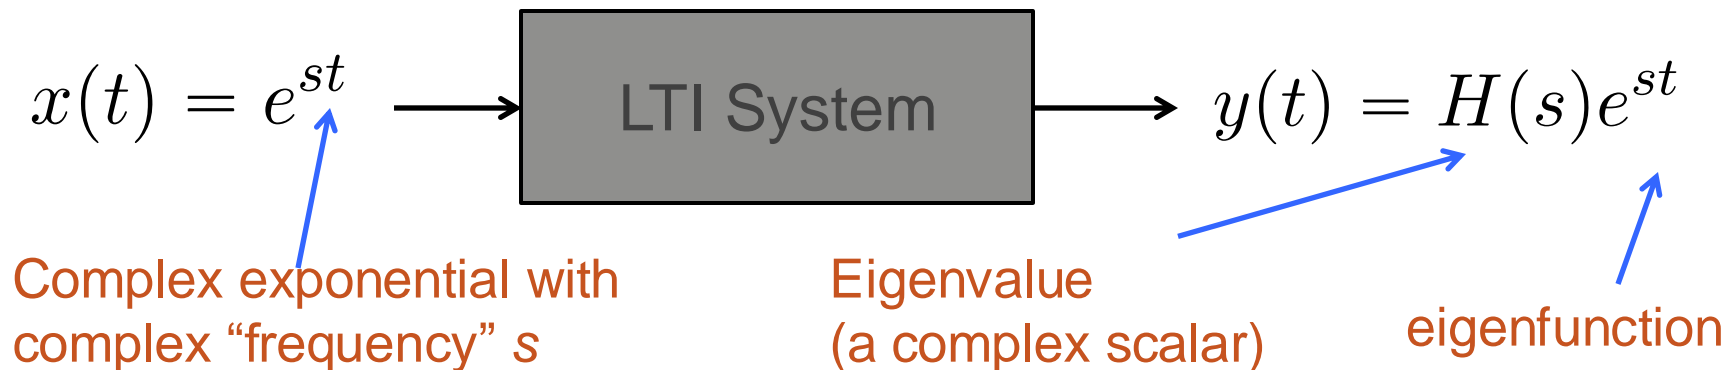 x(t) = e^{st}
LTI System
y(t) = H(s)e^{st}
Complex exponential with
complex “frequency” s
Eigenvalue
(a complex scalar)
eigenfunction